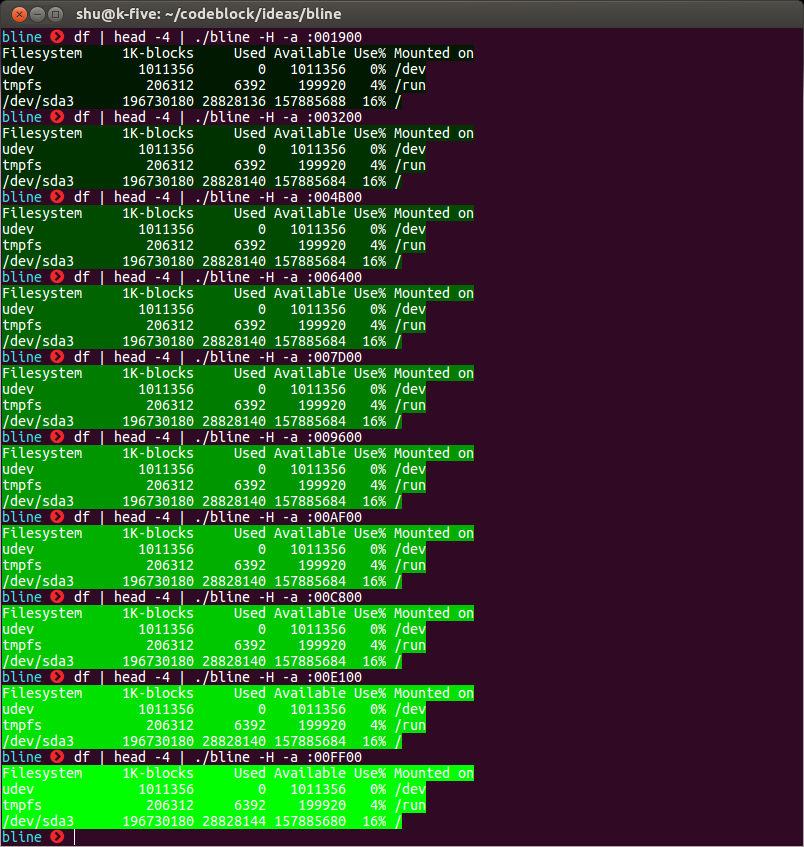 shu@k-five: ~/codeblock/ideas/bline
bline df | head -4 | ./bline -H -a :001900
Filesystem     1K-blocks     Used Available Use% Mounted on
udev             1011356        0   1011356   0% /dev
tmpfs             206312     6392    199920   4% /run
/dev/sda3      196730180 28828136 157885688  16% /
bline df | head -4 | ./bline -H -a :003200
Filesystem     1K-blocks     Used Available Use% Mounted on
udev             1011356        0   1011356   0% /dev
tmpfs             206312     6392    199920   4% /run
/dev/sda3      196730180 28828140 157885684  16% /
bline df | head -4 | ./bline -H -a :004B00
Filesystem     1K-blocks     Used Available Use% Mounted on
udev             1011356        0   1011356   0% /dev
tmpfs             206312     6392    199920   4% /run
/dev/sda3      196730180 28828140 157885684  16% /
bline df | head -4 | ./bline -H -a :006400
Filesystem     1K-blocks     Used Available Use% Mounted on
udev             1011356        0   1011356   0% /dev
tmpfs             206312     6392    199920   4% /run
/dev/sda3      196730180 28828140 157885684  16% /
bline df | head -4 | ./bline -H -a :007D00
Filesystem     1K-blocks     Used Available Use% Mounted on
udev             1011356        0   1011356   0% /dev
tmpfs             206312     6392    199920   4% /run
/dev/sda3      196730180 28828140 157885684  16% /
bline df | head -4 | ./bline -H -a :009600
Filesystem     1K-blocks     Used Available Use% Mounted on
udev             1011356        0   1011356   0% /dev
tmpfs             206312     6392    199920   4% /run
/dev/sda3      196730180 28828140 157885684  16% /
bline df | head -4 | ./bline -H -a :00AF00
Filesystem     1K-blocks     Used Available Use% Mounted on
udev             1011356        0   1011356   0% /dev
tmpfs             206312     6392    199920   4% /run
/dev/sda3      196730180 28828140 157885684  16% /
bline df | head -4 | ./bline -H -a :00C800
Filesystem     1K-blocks     Used Available Use% Mounted on
udev             1011356        0   1011356   0% /dev
tmpfs             206312     6392    199920   4% /run
/dev/sda3      196730180 28828140 157885684  16% /
bline df | head -4 | ./bline -H -a :00E100
Filesystem     1K-blocks     Used Available Use% Mounted on
udev             1011356        0   1011356   0% /dev
tmpfs             206312     6392    199920   4% /run
/dev/sda3      196730180 28828140 157885684  16% /
bline df | head -4 | ./bline -H -a :00FF00
Filesystem     1K-blocks     Used Available Use% Mounted on
udev             1011356        0   1011356   0% /dev
tmpfs             206312     6392    199920   4% /run
/dev/sda3      196730180 28828144 157885680  16% /
bline